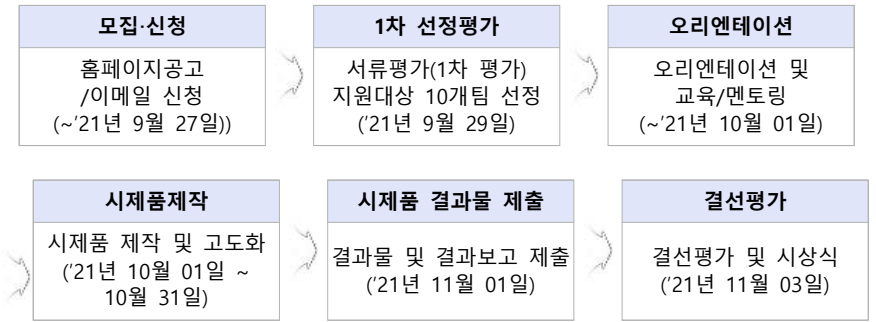 모집·신청
홈페이지공고
/이메일 신청
(~'21년 9월 27일))
1차 선정평가
서류평가(1차 평가)
지원대상 10개팀 선정
('21년 9월 29일)
오리엔테이션
오리엔테이션 및
교육/멘토링
(~'21년 10월 01일)
시제품제작
시제품 제작 및 고도화
('21년 10월 01일 ~
10월 31일)
시제품 결과물 제출
결과물 및 결과보고 제출
('21년 11월 01일)
결선평가
결선평가 및 시상식
('21년 11월 03일)